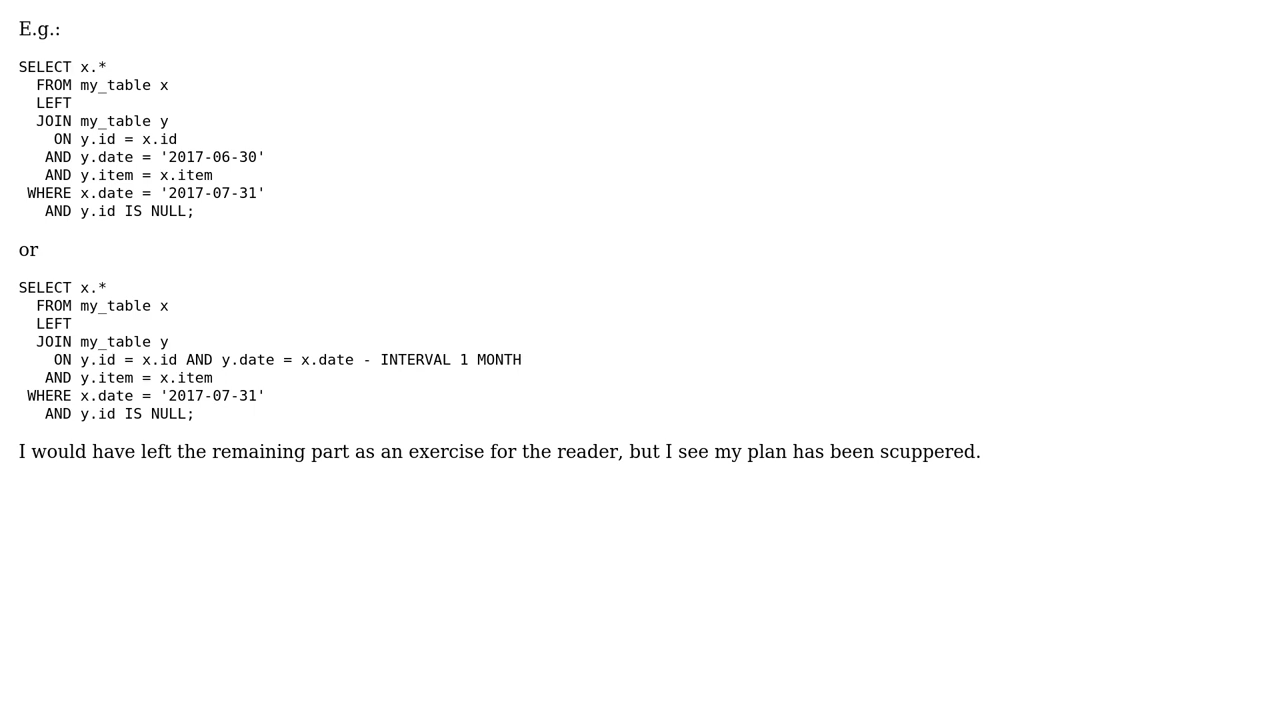 E.g.:
SELECT x.*
  FROM my_table x
  LEFT
  JOIN my_table y
    ON y.id = x.id
   AND y.date = '2017-06-30'
   AND y.item = x.item
 WHERE x.date = '2017-07-31'
   AND y.id IS NULL;
or
SELECT x.*
  FROM my_table x
  LEFT
  JOIN my_table y
    ON y.id = x.id AND y.date = x.date - INTERVAL 1 MONTH
   AND y.item = x.item
 WHERE x.date = '2017-07-31'
   AND y.id IS NULL;
I would have left the remaining part as an exercise for the reader, but I see my plan has been scuppered.